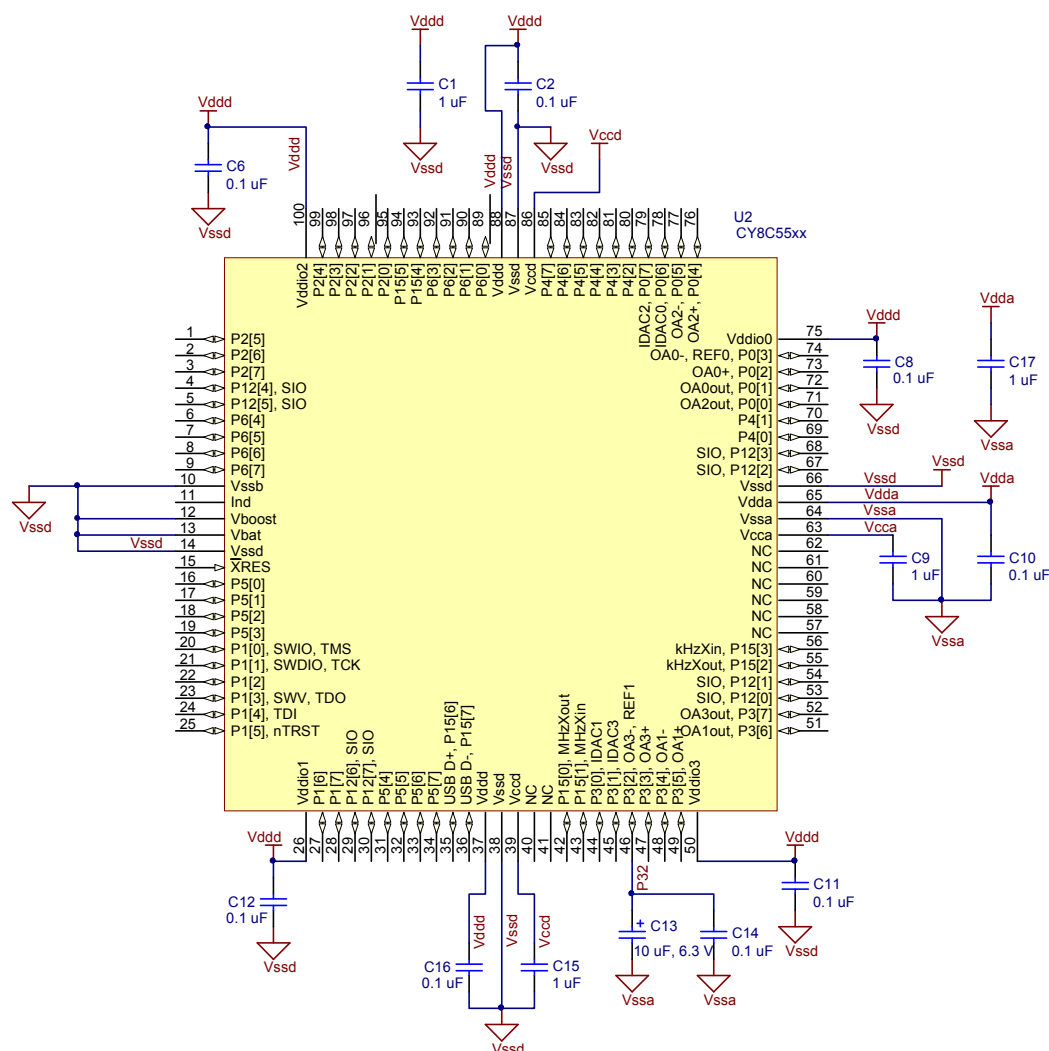 Vddd
Vddd
C1
1 uF
C2
0.1 uF
Vddd
Vccd
C6
0.1 uF
Vssd
Vssd
Vssd
Vddd
Vddd
Vssd
100
99
98
97
96
95
94
93
92
91
90
89
88
87
86
85
84
83
82
81
80
79
78
77
76
U2
CY8C55xx
Vddio2
P2[4]
P2[3]
P2[2]
P2[1]
P2[0]
P15[5]
P15[4]
P6[3]
P6[2]
P6[1]
P6[0]
Vddd
Vssd
Vccd
P4[7]
P4[6]
P4[5]
P4[4]
P4[3]
P4[2]
IDAC2, P0[7]
IDAC0, P0[6]
OA2-, P0[5]
OA2+, P0[4]
1 P2[5]
2 P2[6]
3 P2[7]
4 P12[4], SIO
5 P12[5], SIO
6 P6[4]
7 P6[5]
8 P6[6]
9 P6[7]
10 Vssb
11 Ind
12 Vboost
13 Vbat
Vssd 14 Vssd
Vssd
15 XRES
16 P5[0]
17 P5[1]
18 P5[2]
19 P5[3]
20 P1[0], SWIO, TMS
21 P1[1], SWDIO, TCK
22 P1[2]
23 P1[3], SWV, TDO
24 P1[4], TDI
25 P1[5], nTRST
Vddio0 75
OA0-, REF0, P0[3] 74
OA0+, P0[2] 73
OA0out, P0[1] 72
OA2out, P0[0] 71
P4[1] 70
P4[0] 69
SIO, P12[3] 68
SIO, P12[2] 67
Vssd 66 Vssd
Vdda 65 Vdda
Vssa 64 Vssa
Vcca 63 Vcca
NC 62
NC 61
NC 60
NC 59
NC 58
NC 57
kHzXin, P15[3] 56
kHzXout, P15[2] 55
SIO, P12[1] 54
SIO, P12[0] 53
OA3out, P3[7] 52
OA1out, P3[6] 51
Vddd
C8
0.1 uF
Vssd
Vdda
C17
1 uF
Vssa
Vssd
Vdda
C9
1 uF
C10
0.1 uF
Vssa
Vddio1
P1[6]
P1[7]
P12[6], SIO
P12[7], SIO
P5[4]
P5[5]
P5[6]
P5[7]
USB D+, P15[6]
USB D-, P15[7]
Vddd
Vssd
Vccd
NC
NC
P15[0], MHzXout
P15[1], MHzXin
P3[0], IDAC1
P3[1], IDAC3
P3[2], OA3-, REF1
P3[3], OA3+
P3[4], OA1-
P3[5], OA1+
Vddio3
26
27
28
29
30
31
32
33
34
35
36
37
38
39
40
41
42
43
44
45
46
47
48
49
50
Vddd
C12
0.1 uF
Vssd
Vddd
Vssd
Vccd
C16
0.1 uF
C15
1 uF
Vssd
P32
+
C13
10 uF, 6.3 V
Vssa
C14
0.1 uF
Vssa
Vddd
C11
0.1 uF
Vssd